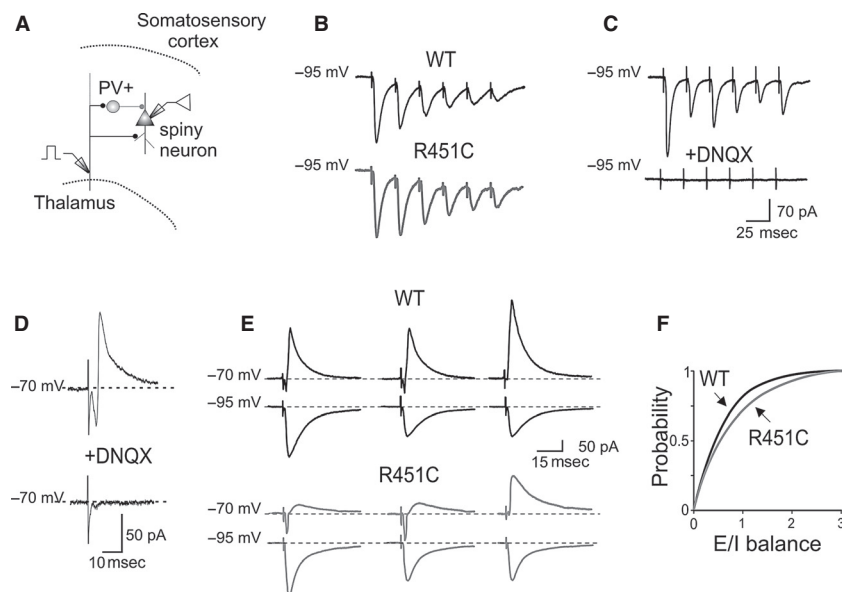 A
Somatosensory
cortex
PV+
spiny
neuron
Thalamus
B
WT
–95 mV
R451C
–95 mV
C
–95 mV
+DNQX
–95 mV
70 pA
25 msec
D
–70 mV
+DNQX
–70 mV
50 pA
10 msec
E
WT
–70 mV
–95 mV
50 pA
15 msec
R451C
–70 mV
–95 mV
F
1
WT
0.5
R451C
0
0 1 2 3
Probability
E/I balance